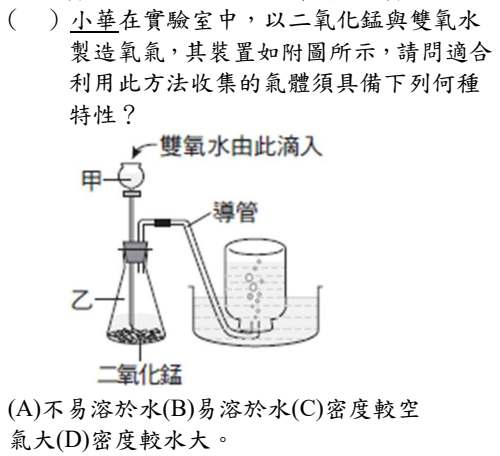 (　)小華在實驗室中，以二氧化錳與雙氧水
製造氧氣，其裝置如附圖所示，請問適合
利用此方法收集的氣體須具備下列何種
特性？
雙氧水由此滴入
甲
導管
乙
二氧化錳
(A)不易溶於水(B)易溶於水(C)密度較空
氣大(D)密度較水大。